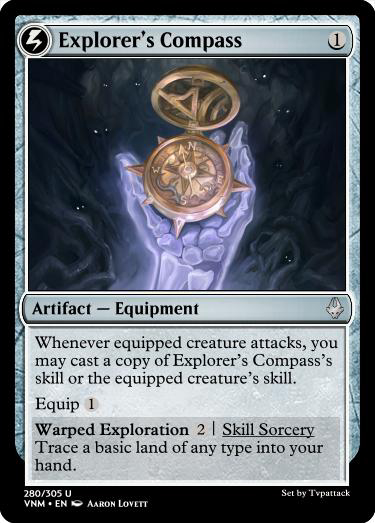 Explorer's Compass 1
N
Artifact — Equipment
Whenever equipped creature attacks, you
may cast a copy of Explorer's Compass's
skill or the equipped creature's skill.
Equip 1
Warped Exploration 2 | Skill Sorcery
Trace a basic land of any type into your
hand.
280/305 U
Set by Tvpattack
VNM • EN Aaron Lovett